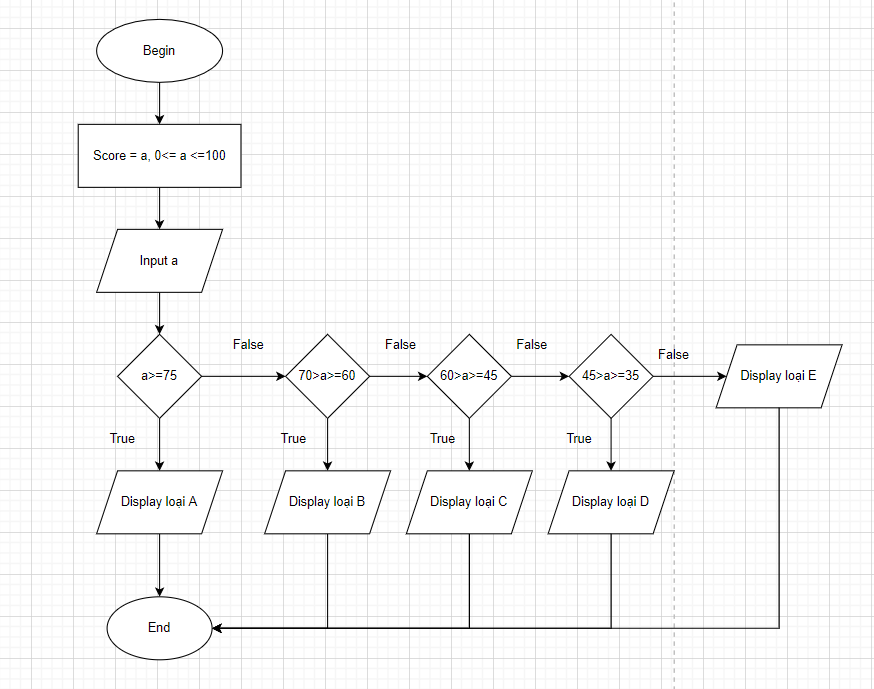 Begin
Score = a, 0<= a <=100
Input a
False
False
False
False
a>=75
70>a>=60
60>a>=45
45>a>=35
Display loại E
True
True
True
True
Display loại A
Display loại B
Display loại C
Display loại D
End